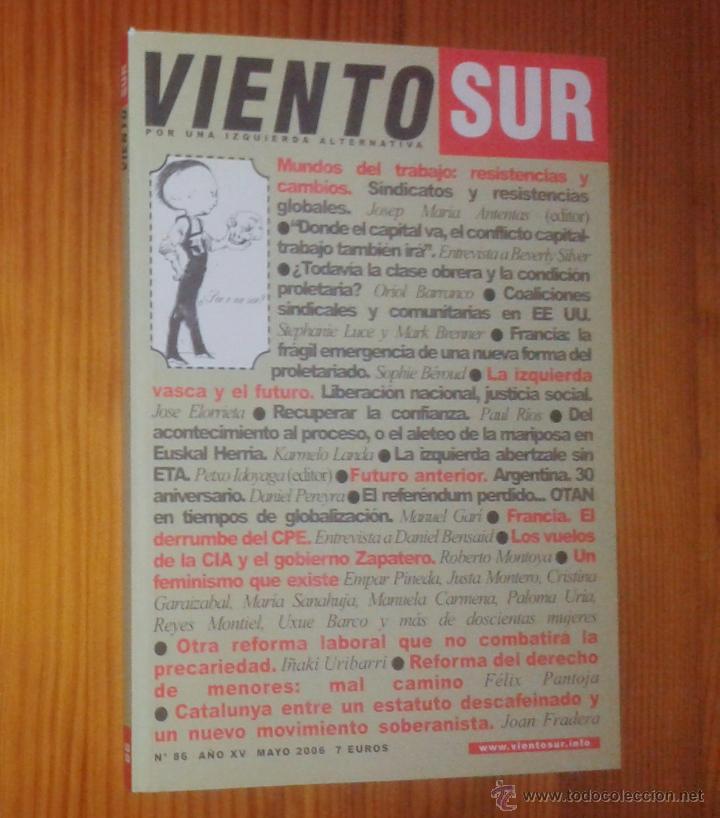 VIENTO SUR
VIENTO SUR
POR UNA IZQUIERDA ALTERNATIVA
Mundos del trabajo: resistencias y
cambios. Sindicatos y resistencias
globales. Josep María Antentas (editor)
● "Donde el capital va, el conflicto capital-
trabajo también irá". Entrevista a Beverly Silver
● ¿Todavía la clase obrera y la condición
proletaria? Oriol Barranco ● Coaliciones
sindicales y comunitarias en EE UU.
Stephanie Luce y Mark Brenner ● Francia: la
frágil emergencia de una nueva forma del
proletariado. Sophie Béroud ● La izquierda
vasca y el futuro. Liberación nacional, justicia social.
Jose Elorrieta ● Recuperar la confianza. Paul Ríos ● Del
acontecimiento al proceso, o el aleteo de la mariposa en
Euskal Herria. Karmelo Landa ● La izquierda abertzale sin
ETA. Petxo Idoyaga (editor) ● Futuro anterior. Argentina. 30
aniversario. Daniel Pereyra ● El referéndum perdido... OTAN
en tiempos de globalización. Manuel Garí ● Francia. El
derrumbe del CPE. Entrevista a Daniel Bensaid ● Los vuelos
de la CIA y el gobierno Zapatero. Roberto Montoya ● Un
feminismo que existe Empar Pineda, Justa Montero, Cristina
Garaizabal, María Sanahuja, Manuela Carmena, Paloma Uria,
Reyes Montiel, Uxue Barco y más de doscientas mujeres
● Otra reforma laboral que no combatirá la
precariedad. Iñaki Uribarri ● Reforma del derecho
de menores: mal camino Félix Pantoja
● Catalunya entre un estatuto descafeinado y
un nuevo movimiento soberanista. Joan Fradera
Nº 86 AÑO XV MAYO 2006 7 EUROS
www.vientosur.info
86
© www.todocoleccion.net